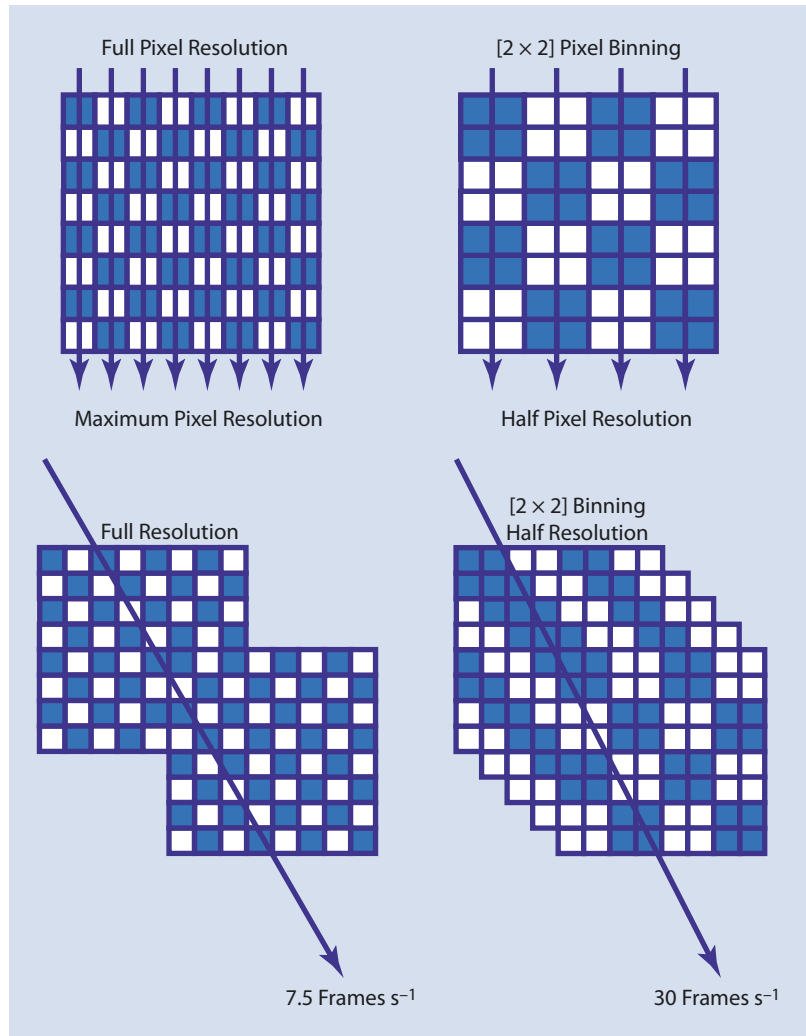 Full Pixel Resolution
[2 × 2] Pixel Binning
Maximum Pixel Resolution
Half Pixel Resolution
Full Resolution
[2 × 2] Binning
Half Resolution
7.5 Frames s⁻¹
30 Frames s⁻¹